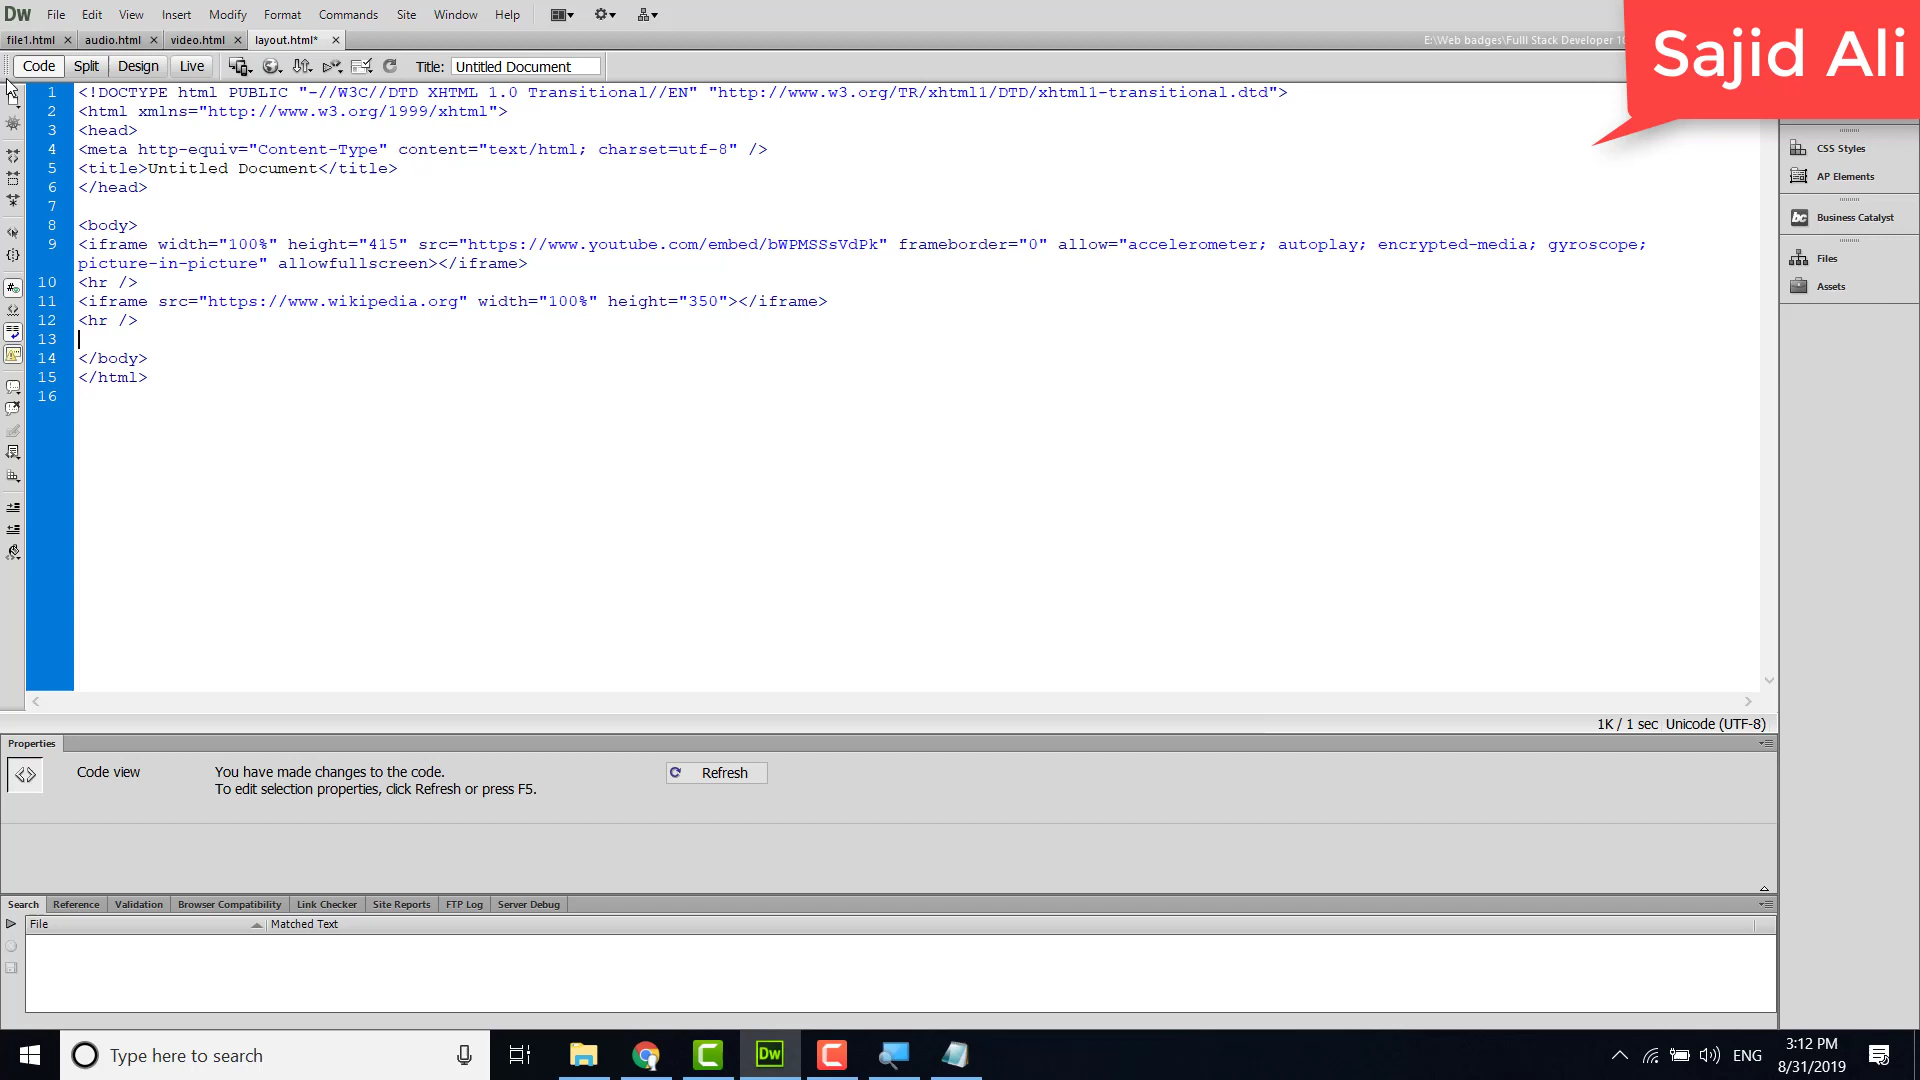 Dw File Edit View Insert Modify Format Commands Site Window Help
file1.html × audio.html × video.html × layout.html* ×
E:\Web badges\Fulll Stack Developer
Sajid Ali
Code Split Design Live Title: Untitled Document
1 <!DOCTYPE html PUBLIC "-//W3C//DTD XHTML 1.0 Transitional//EN" "http://www.w3.org/TR/xhtml1/DTD/xhtml1-transitional.dtd">
2 <html xmlns="http://www.w3.org/1999/xhtml">
3 <head>
4 <meta http-equiv="Content-Type" content="text/html; charset=utf-8" />
5 <title>Untitled Document</title>
6 </head>
7
8 <body>
9 <iframe width="100%" height="415" src="https://www.youtube.com/embed/bWPMSSsVdPk" frameborder="0" allow="accelerometer; autoplay; encrypted-media; gyroscope;
picture-in-picture" allowfullscreen></iframe>
10 <hr />
11 <iframe src="https://www.wikipedia.org" width="100%" height="350"></iframe>
12 <hr />
13
14 </body>
15 </html>
16
CSS Styles
AP Elements
bc Business Catalyst
Files
Assets
1K / 1 sec Unicode (UTF-8)
Properties
Code view You have made changes to the code. Refresh
To edit selection properties, click Refresh or press F5.
Search Reference Validation Browser Compatibility Link Checker Site Reports FTP Log Server Debug
File Matched Text
Type here to search
Dw
ENG
3:12 PM
8/31/2019